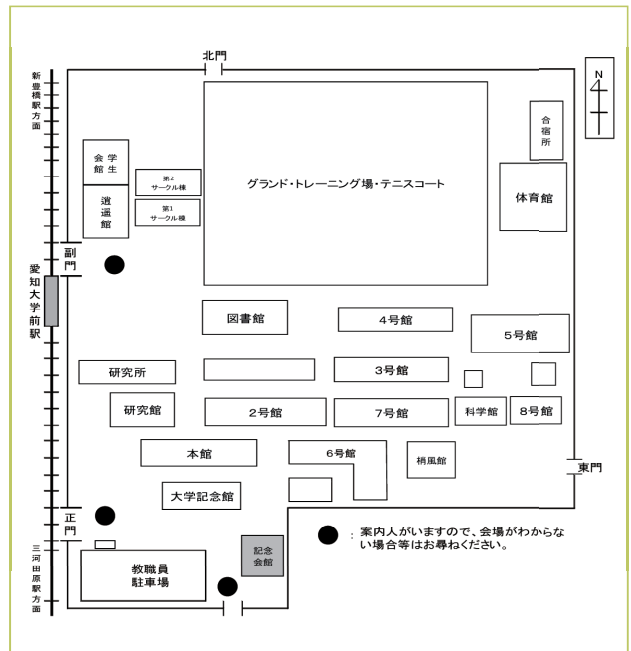 北門
N
新豊橋駅方面
合宿所
学生会館
第2
サークル棟
グランド・トレーニング場・テニスコート
体育館
逍遥館
第1
サークル棟
副門
愛知大学前駅
図書館
4号館
5号館
研究所
3号館
研究館
2号館
7号館
科学館
8号館
本館
6号館
梢風館
東門
大学記念館
正門
：案内人がいますので、会場がわからな
い場合等はお尋ねください。
記念
会館
三河田原駅方面
教職員
駐車場